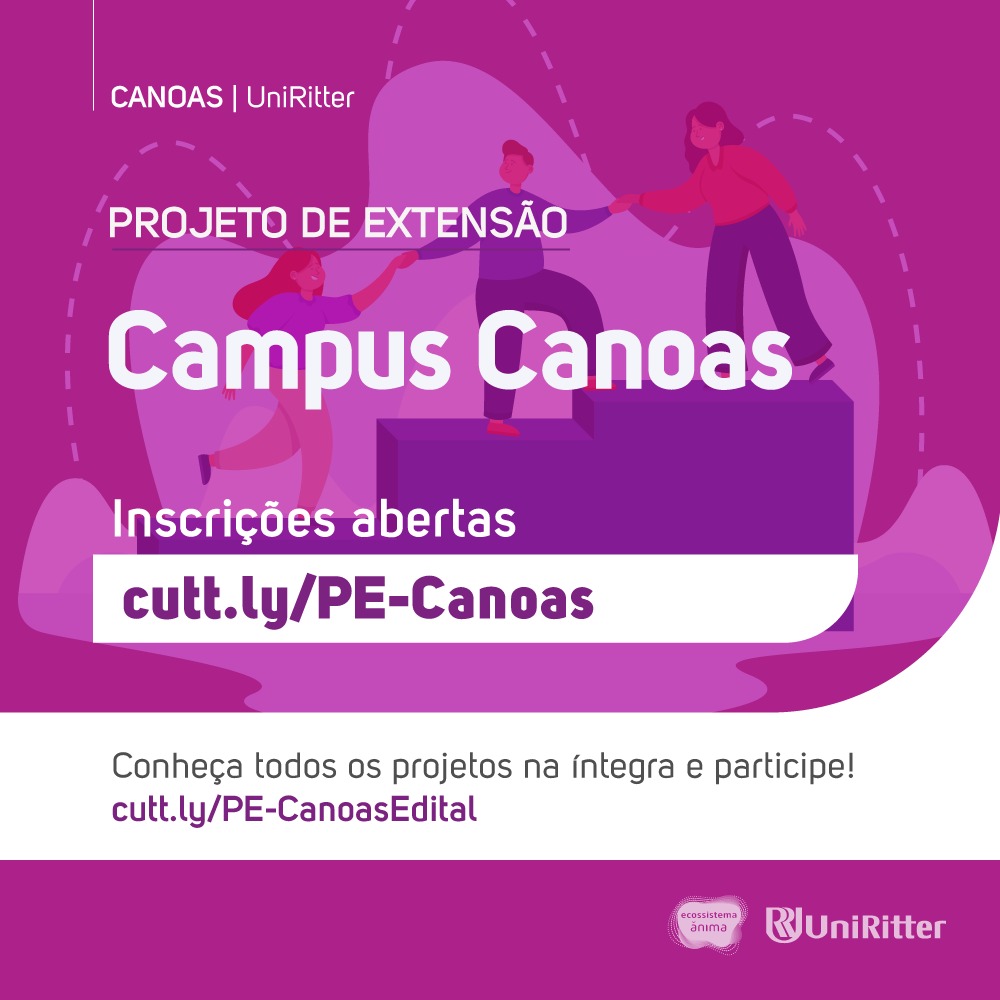 CANOAS | UniRitter
PROJETO DE EXTENSÃO
Campus Canoas
Inscrições abertas
cutt.ly/PE-Canoas
Conheça todos os projetos na íntegra e participe!
cutt.ly/PE-CanoasEdital
ecossistema
ănima
UniRitter